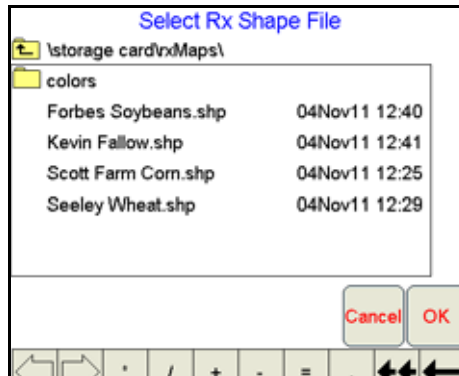 Select Rx Shape File
\storage card\rxMaps\
colors
Forbes Soybeans.shp 04Nov11 12:40
Kevin Fallow.shp 04Nov11 12:41
Scott Farm Corn.shp 04Nov11 12:25
Seeley Wheat.shp 04Nov11 12:29
Cancel OK
/ + - =